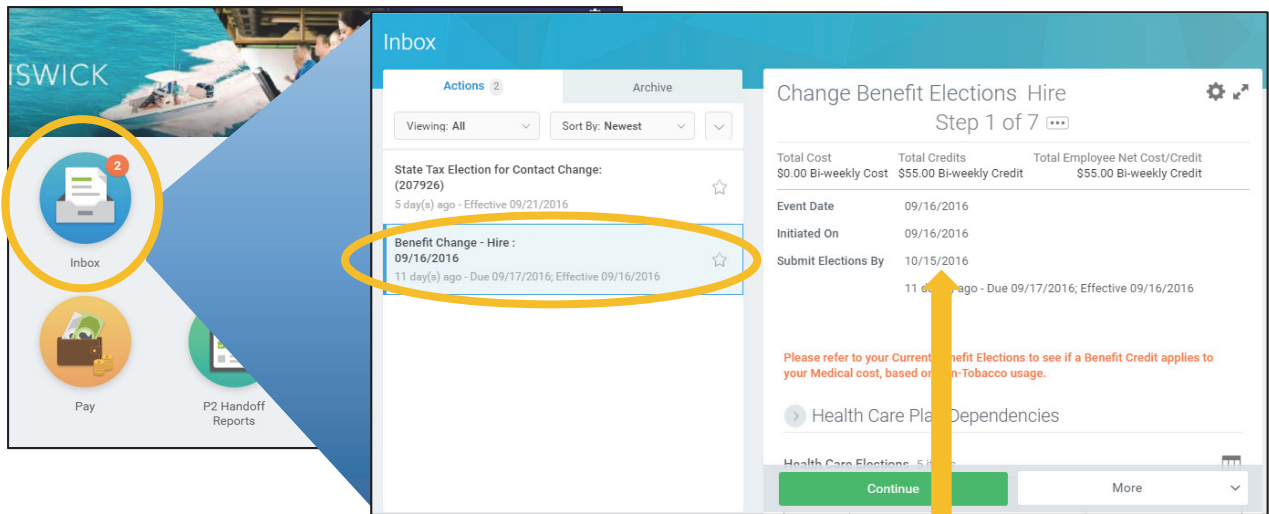 ISWICK
2
Inbox
Pay
P2 Handoff
Reports
Inbox
Actions 2
Archive
Viewing: All
Sort By: Newest
State Tax Election for Contact Change:
(207926)
5 day(s) ago - Effective 09/21/2016
Benefit Change - Hire :
09/16/2016
11 day(s) ago - Due 09/17/2016; Effective 09/16/2016
Change Benefit Elections Hire
Step 1 of 7
Total Cost Total Credits Total Employee Net Cost/Credit
$0.00 Bi-weekly Cost $55.00 Bi-weekly Credit $55.00 Bi-weekly Credit
Event Date 09/16/2016
Initiated On 09/16/2016
Submit Elections By 10/15/2016
11 ago - Due 09/17/2016; Effective 09/16/2016
Please refer to your Current Benefit Elections to see if a Benefit Credit applies to
your Medical cost, based on Non-Tobacco usage.
Health Care Plan Dependencies
Health Care Elections 5
Continue
More